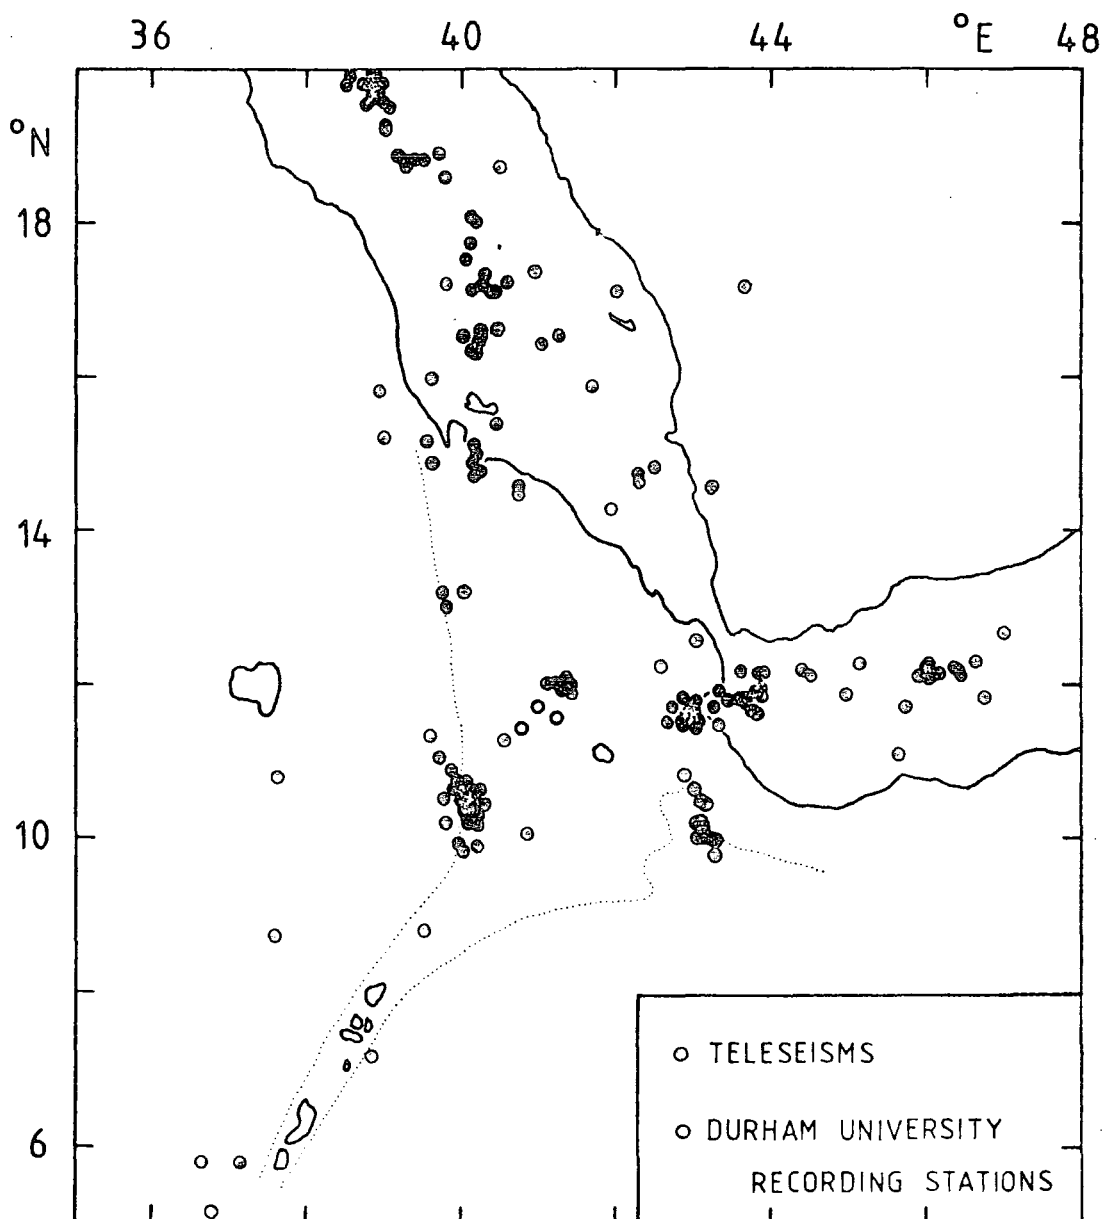 36 40 44 °E 48
°N
18
14
10
6
TELESEISMS
DURHAM UNIVERSITY
RECORDING STATIONS